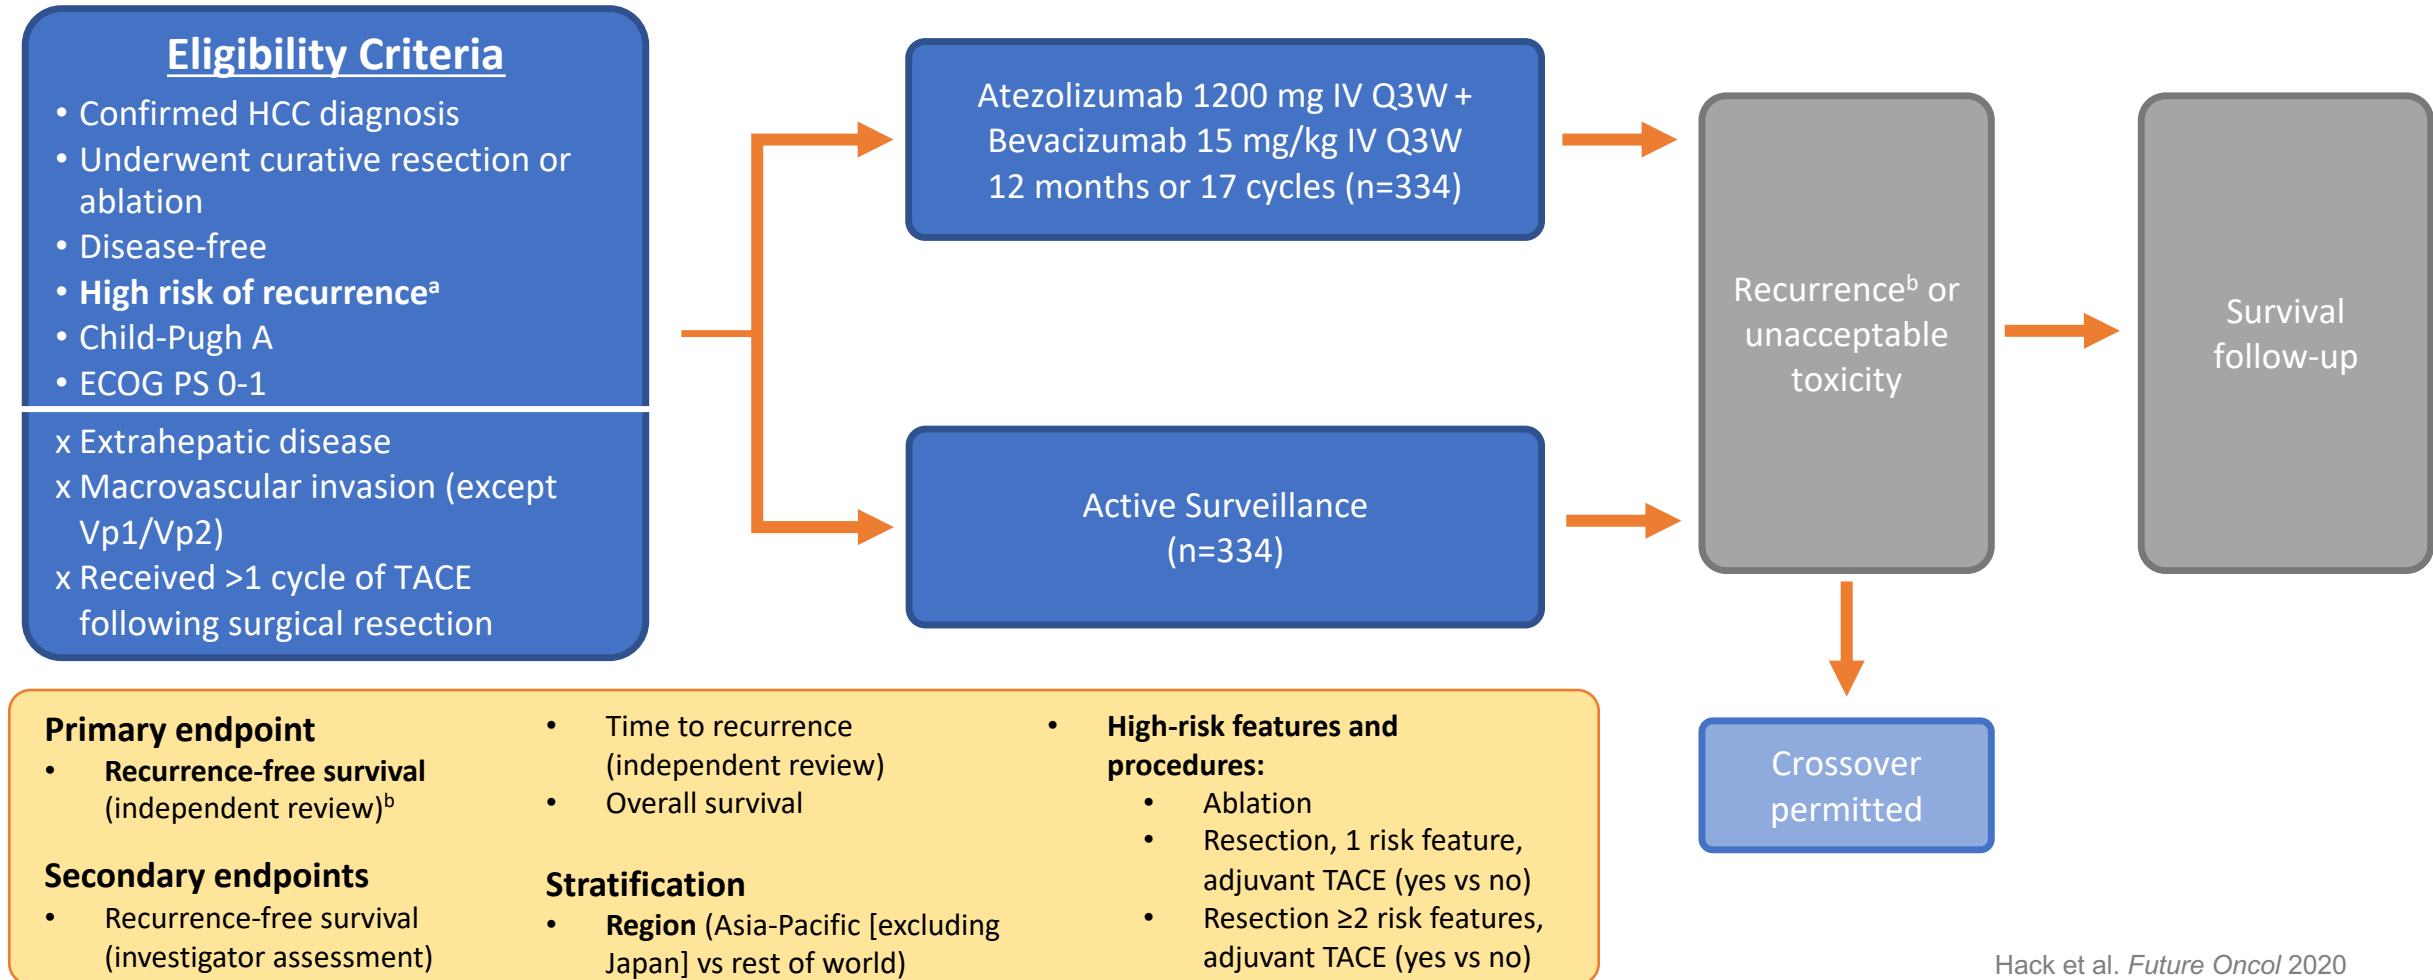 Eligibility Criteria
• Confirmed HCC diagnosis
• Underwent curative resection or
ablation
• Disease-free
• High risk of recurrenceᵃ
• Child-Pugh A
• ECOG PS 0-1
x Extrahepatic disease
x Macrovascular invasion (except
Vp1/Vp2)
x Received >1 cycle of TACE
following surgical resection
Atezolizumab 1200 mg IV Q3W +
Bevacizumab 15 mg/kg IV Q3W
12 months or 17 cycles (n=334)
Active Surveillance
(n=334)
Recurrenceᵇ or
unacceptable
toxicity
Survival
follow-up
Crossover
permitted
Primary endpoint
• Recurrence-free survival
(independent review)ᵇ
Secondary endpoints
• Recurrence-free survival
(investigator assessment)
• Time to recurrence
(independent review)
• Overall survival
Stratification
• Region (Asia-Pacific [excluding
Japan] vs rest of world)
• High-risk features and
procedures:
• Ablation
• Resection, 1 risk feature,
adjuvant TACE (yes vs no)
• Resection ≥2 risk features,
adjuvant TACE (yes vs no)
Hack et al. Future Oncol 2020